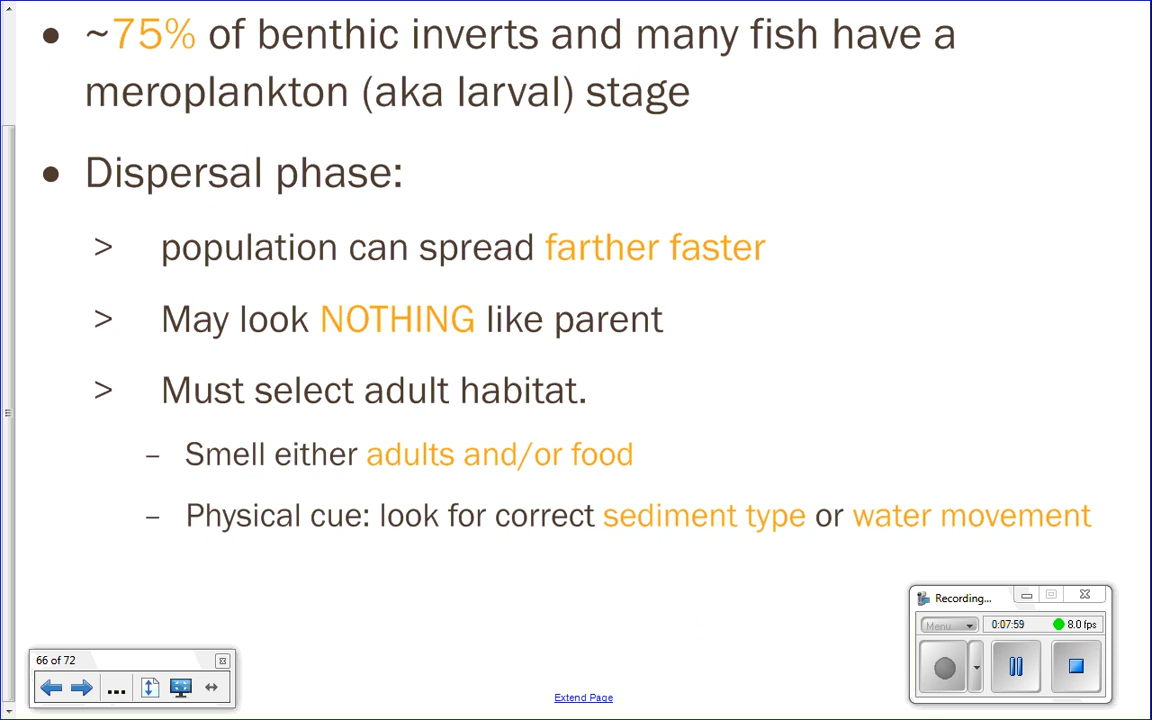 • ~75% of benthic inverts and many fish have a
meroplankton (aka larval) stage
• Dispersal phase:
> population can spread farther faster
> May look NOTHING like parent
> Must select adult habitat.
– Smell either adults and/or food
– Physical cue: look for correct sediment type or water movement
Recording...
Menu 0:07:59 8.0 fps
66 of 72
...
Extend Page